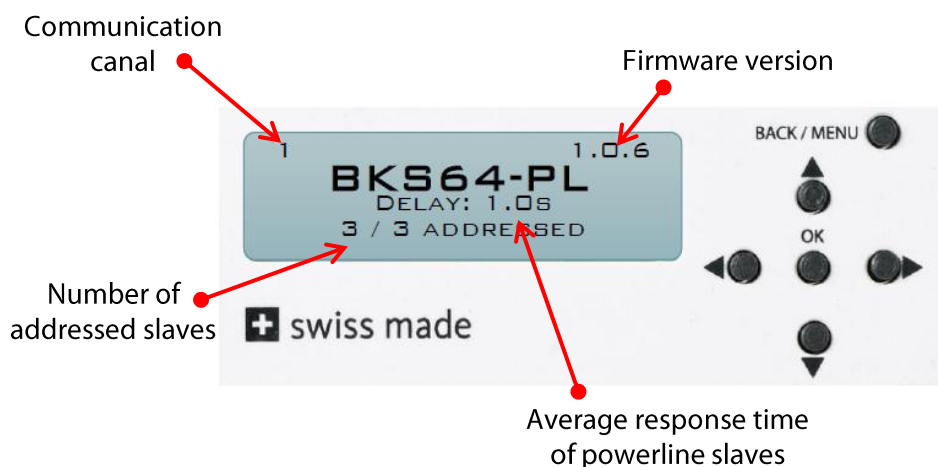 Communication
canal
Firmware version
BACK / MENU
1
1.0.6
BKS64-PL
DELAY: 1.0S
3 / 3 ADDRESSED
OK
Number of
addressed slaves
swiss made
Average response time
of powerline slaves